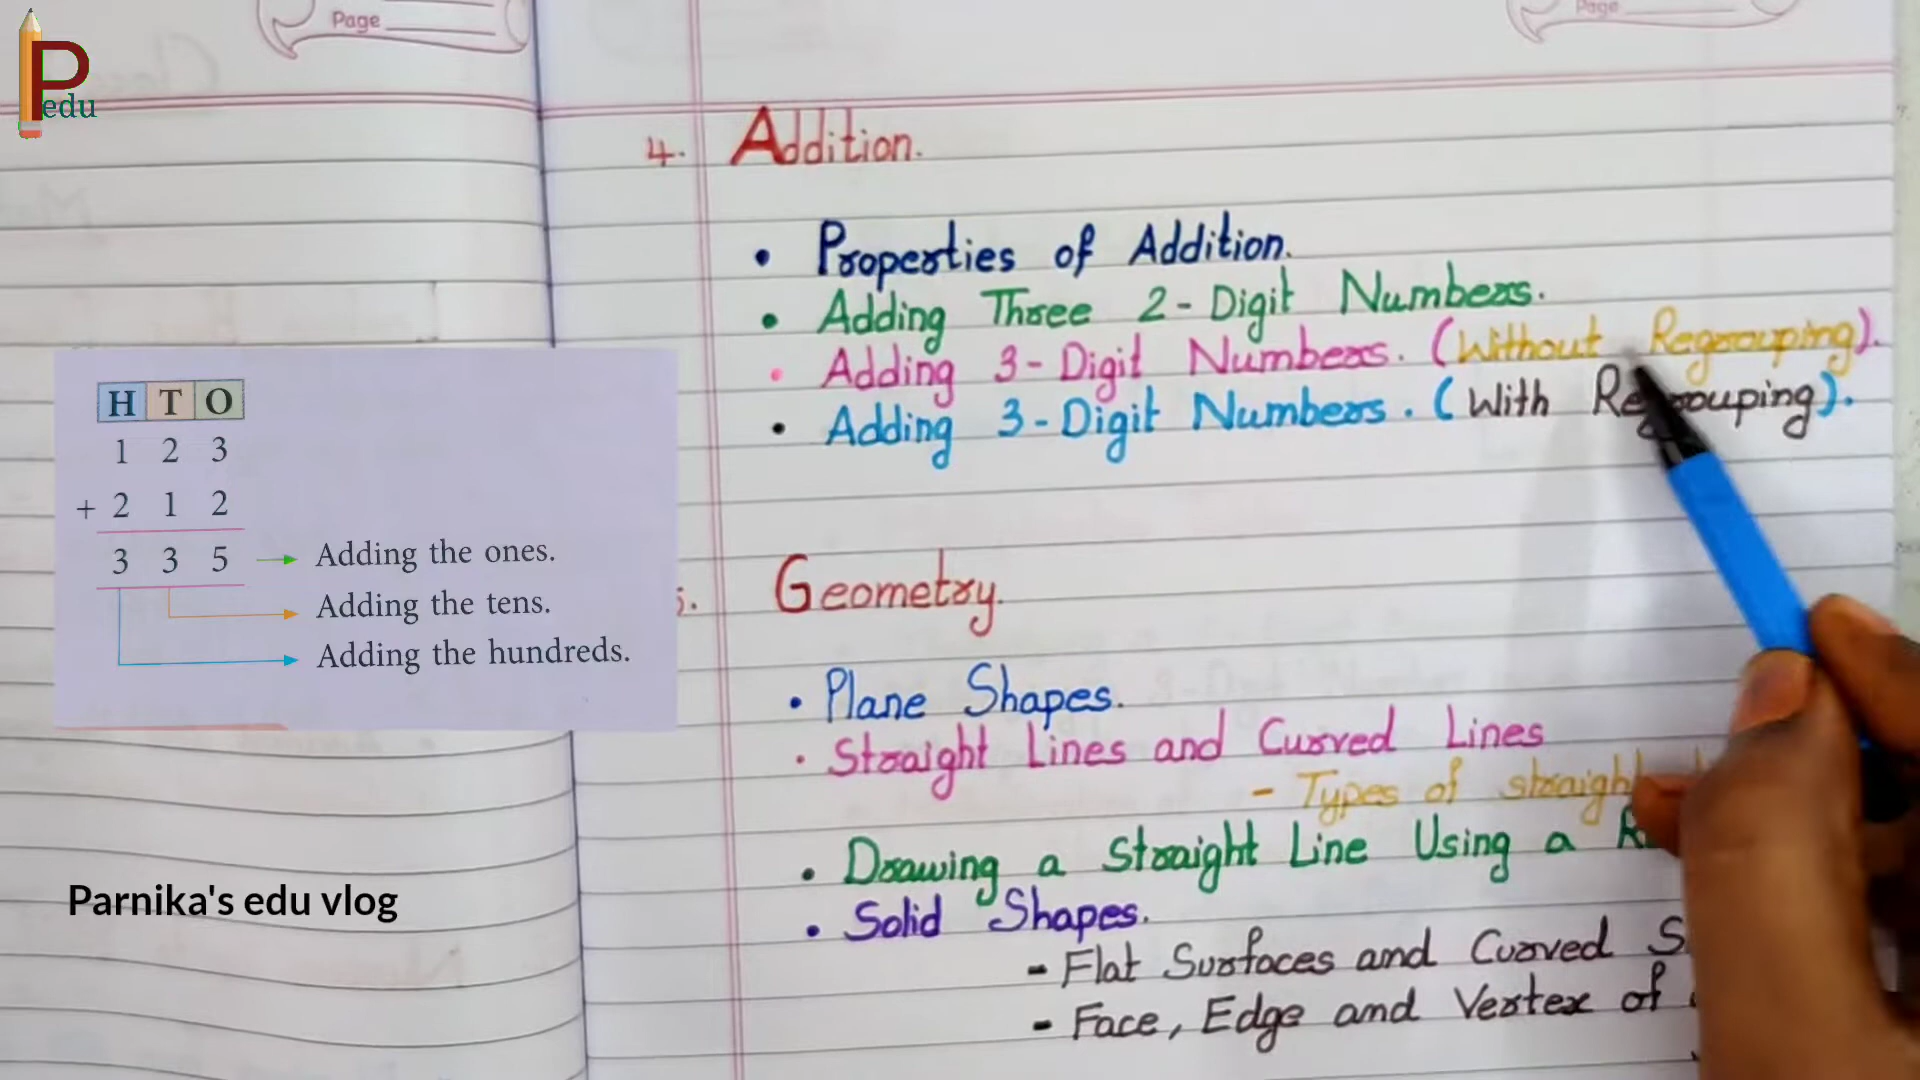 Page
Page
P
edu
4. Addition.
• Properties of Addition.
• Adding Three 2-Digit Numbers.
• Adding 3-Digit Numbers. (Without Regrouping).
• Adding 3-Digit Numbers. (With Regrouping).
H T O
1 2 3
+ 2 1 2
3 3 5 Adding the ones.
Adding the tens.
Adding the hundreds.
Geometry.
• Plane Shapes.
• Straight Lines and Curved Lines
- Types of straight
• Drawing a Straight Line Using a
• Solid Shapes.
- Flat Surfaces and Curved
- Face, Edge and Vertex of
Parnika's edu vlog